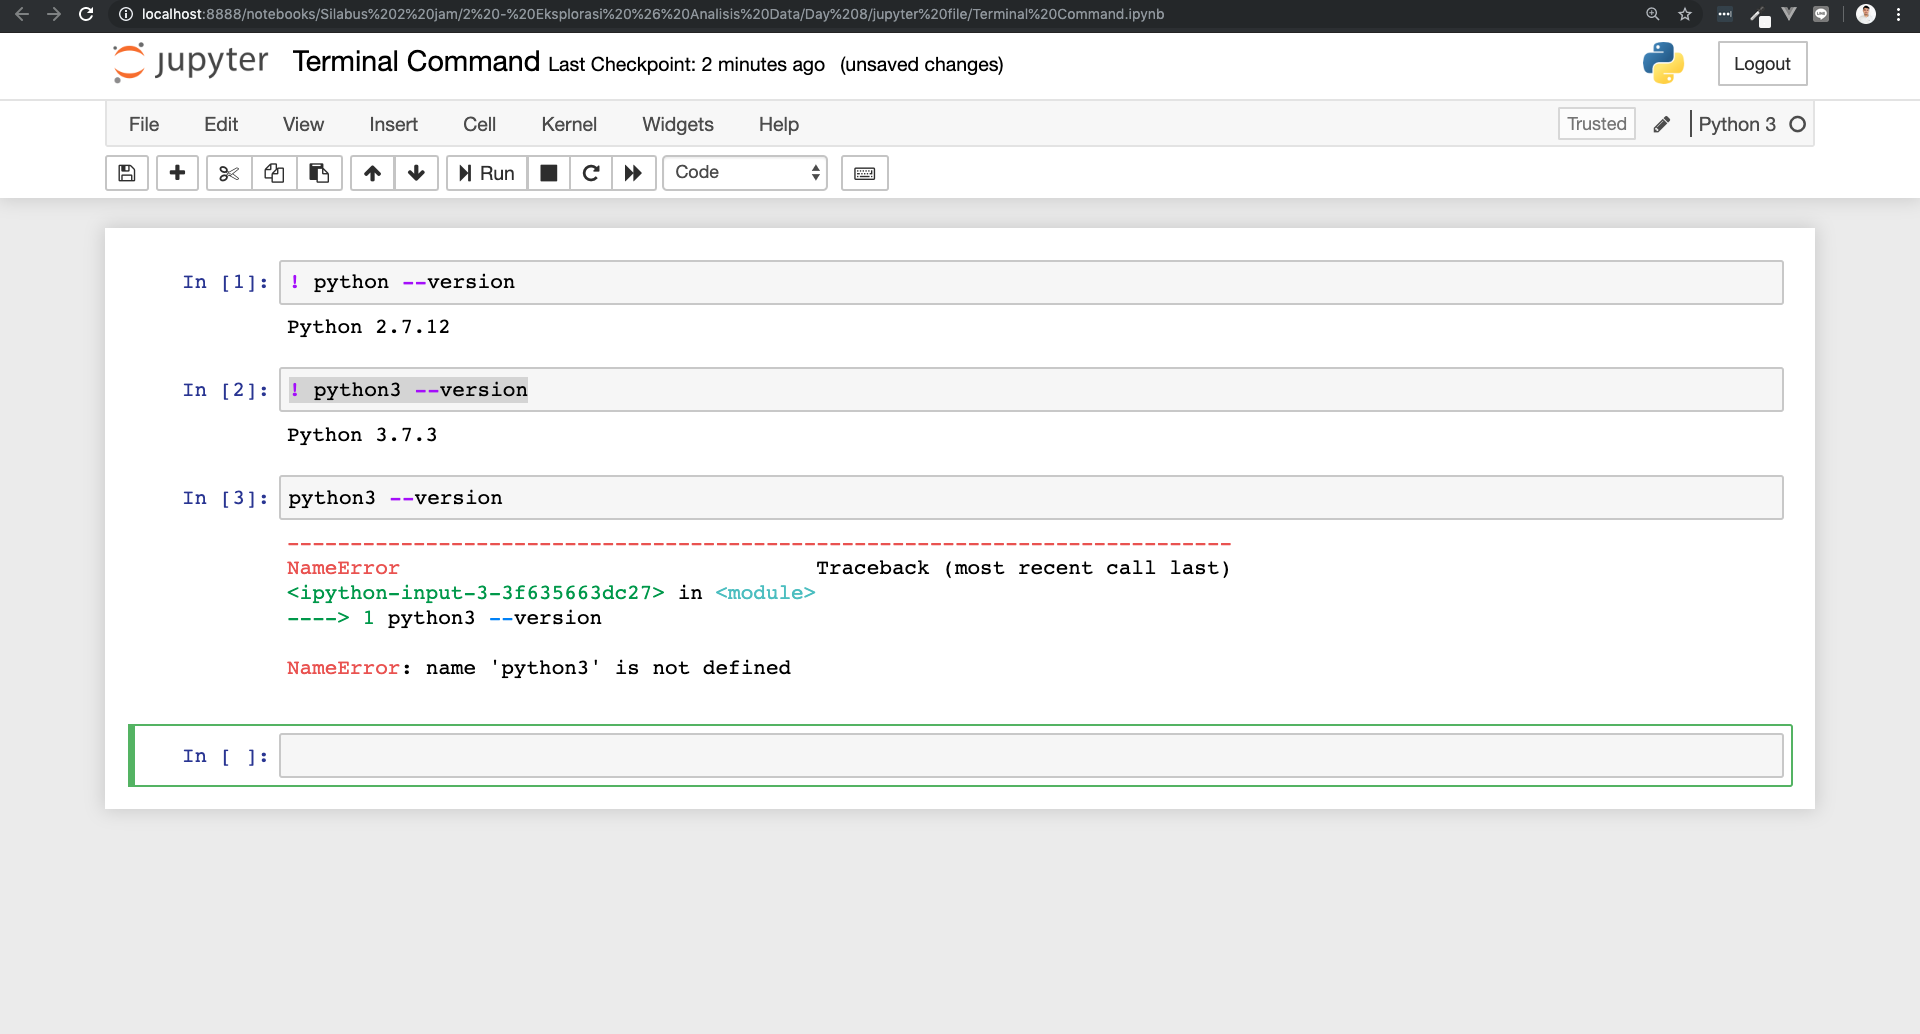 localhost:8888/notebooks/Silabus%202%20jam/2%20-%20Eksplorasi%20%26%20Analisis%20Data/Day%208/jupyter%20file/Terminal%20Command.ipynb
jupyter Terminal Command Last Checkpoint: 2 minutes ago (unsaved changes) Logout
File Edit View Insert Cell Kernel Widgets Help Trusted Python 3
Run Code
In [1]: ! python --version
Python 2.7.12
In [2]: ! python3 --version
Python 3.7.3
In [3]: python3 --version
---------------------------------------------------------------------------
NameError Traceback (most recent call last)
<ipython-input-3-3f635663dc27> in <module>
----> 1 python3 --version
NameError: name 'python3' is not defined
In [ ]: